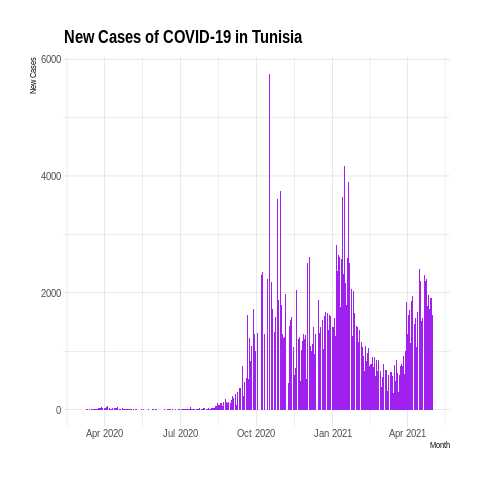 New Cases of COVID-19 in Tunisia
New Cases
6000
4000
2000
0
Apr 2020
Jul 2020
Oct 2020
Jan 2021
Apr 2021
Month